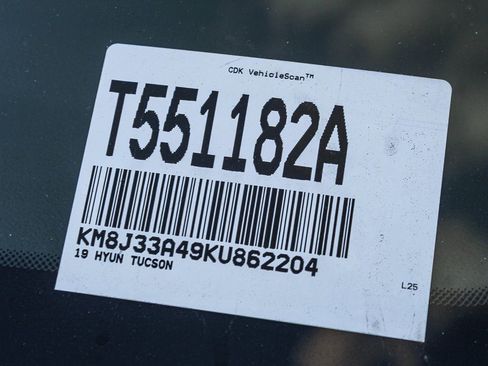 CDK VehicleScan™
T551182A
KM8J33A49KU862204
19 HYUN TUCSON
L25